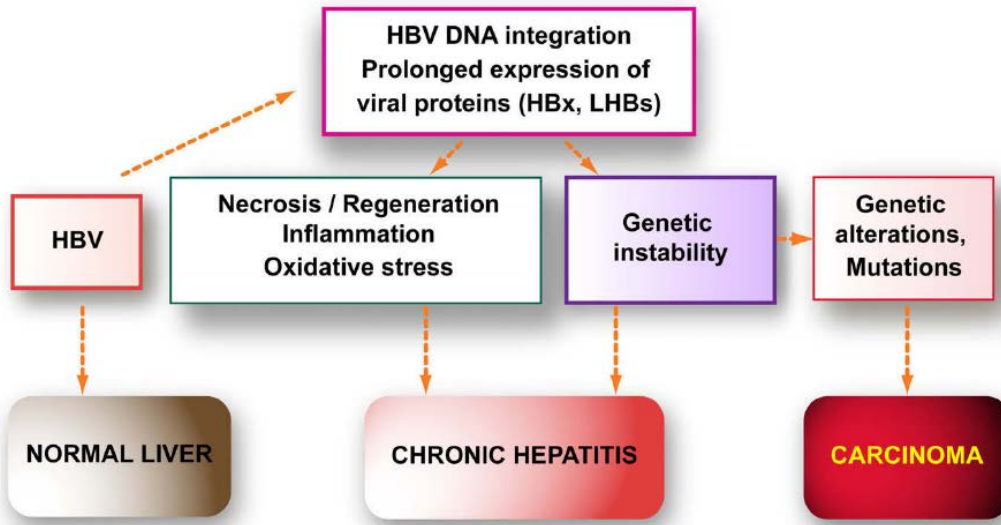 HBV DNA integration
Prolonged expression of
viral proteins (HBx, LHBs)
HBV
Necrosis / Regeneration
Inflammation
Oxidative stress
Genetic
instability
Genetic
alterations,
Mutations
NORMAL LIVER
CHRONIC HEPATITIS
CARCINOMA